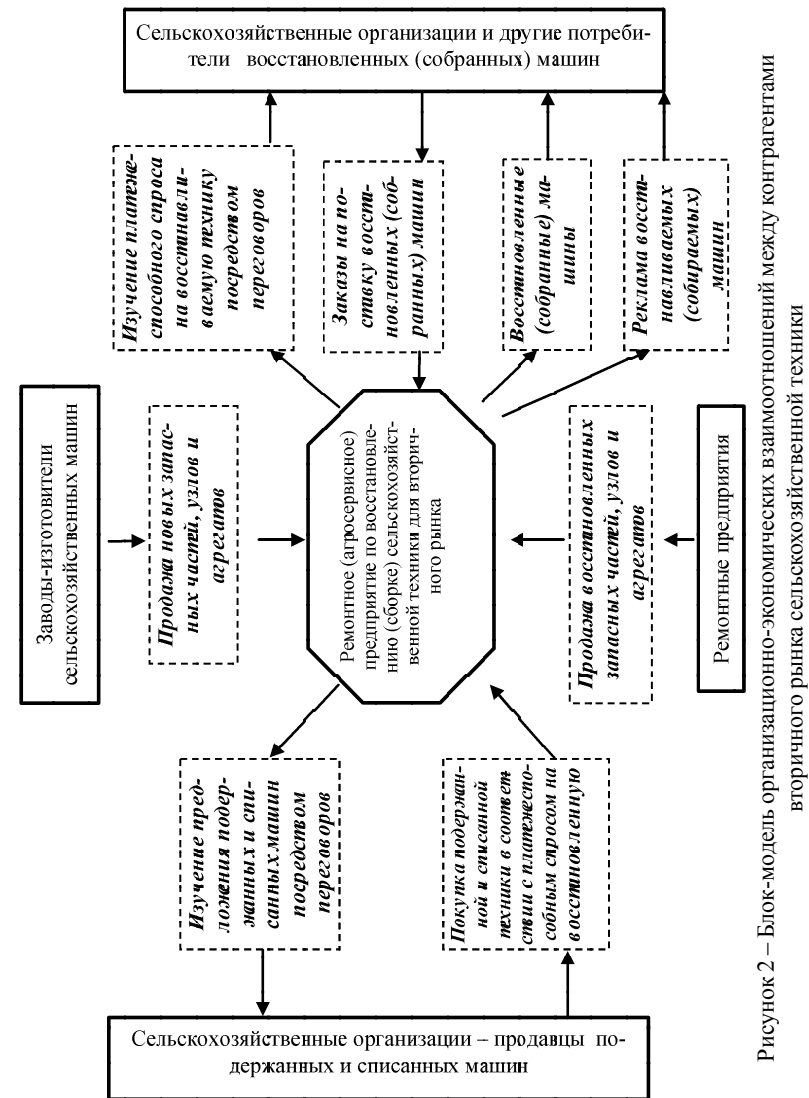 Сельскохозяйственные организации и другие потреби-
тели восстановленных (собранных) машин
Изучение платеже-
способного спроса
на восстанавли-
ваемую технику
посредством
переговоров
Заказы на по-
ставку восста-
новленных (соб-
ранных) машин
Восстановленные
(собранные) ма-
шины
Реклама восста-
навливаемых
(собираемых)
машин
Заводы-изготовители
сельскохозяйственных машин
Продажа новых запас-
ных частей, узлов и
агрегатов
Ремонтное (агросервисное)
предприятие по восстановле-
нию (сборке) сельскохозяйст-
венной техники для вторич-
ного рынка
Продажа восстановленных
запасных частей, узлов и
агрегатов
Ремонтные предприятия
Изучение пред-
ложения подер-
жанных и спи-
санных машин
посредством
переговоров
Покупка подержан-
ной и списанной
техники в соответ-
ствии с платежеспо-
собным спросом на
восстановленную
Сельскохозяйственные организации – продавцы по-
держанных и списанных машин
Рисунок 2 – Блок-модель организационно-экономических взаимоотношений между контрагентами
вторичного рынка сельскохозяйственной техники